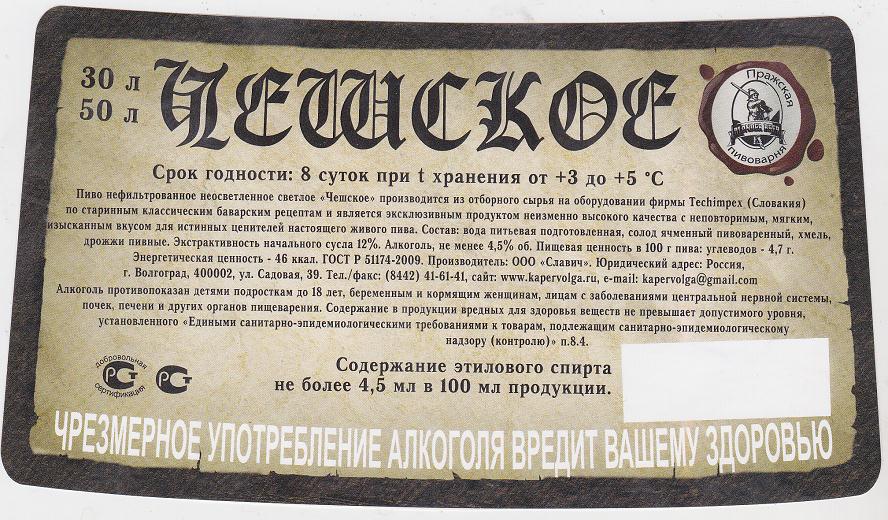 30 л
50 л
ЧЕШСКОЕ
Пражская
пивоварня
Срок годности: 8 суток при t хранения от +3 до +5 °С
Пиво нефильтрованное неосветленное светлое «Чешское» производится из отборного сырья на оборудовании фирмы Techimpex (Словакия)
по старинным классическим баварским рецептам и является эксклюзивным продуктом неизменно высокого качества с неповторимым, мягким,
изысканным вкусом для истинных ценителей настоящего живого пива. Состав: вода питьевая подготовленная, солод ячменный пивоваренный, хмель,
дрожжи пивные. Экстрактивность начального сусла 12%. Алкоголь, не менее 4,5% об. Пищевая ценность в 100 г пива: углеводов - 4,7 г.
Энергетическая ценность - 46 ккал. ГОСТ Р 51174-2009. Производитель: ООО «Славич». Юридический адрес: Россия,
г. Волгоград, 400002, ул. Садовая, 39. Тел./факс: (8442) 41-61-41, сайт: www.kapervolga.ru, e-mail: kapervolga@gmail.com
Алкоголь противопоказан детями подросткам до 18 лет, беременным и кормящим женщинам, лицам с заболеваниями центральной нервной системы,
почек, печени и других органов пищеварения. Содержание в продукции вредных для здоровья веществ не превышает допустимого уровня,
установленного «Едиными санитарно-эпидемиологическими требованиями к товарам, подлежащим санитарно-эпидемиологическому
надзору (контролю)» п.8.4.
добровольная
РСТ
сертификация
РСТ
Содержание этилового спирта
не более 4,5 мл в 100 мл продукции.
ЧРЕЗМЕРНОЕ УПОТРЕБЛЕНИЕ АЛКОГОЛЯ ВРЕДИТ ВАШЕМУ ЗДОРОВЬЮ